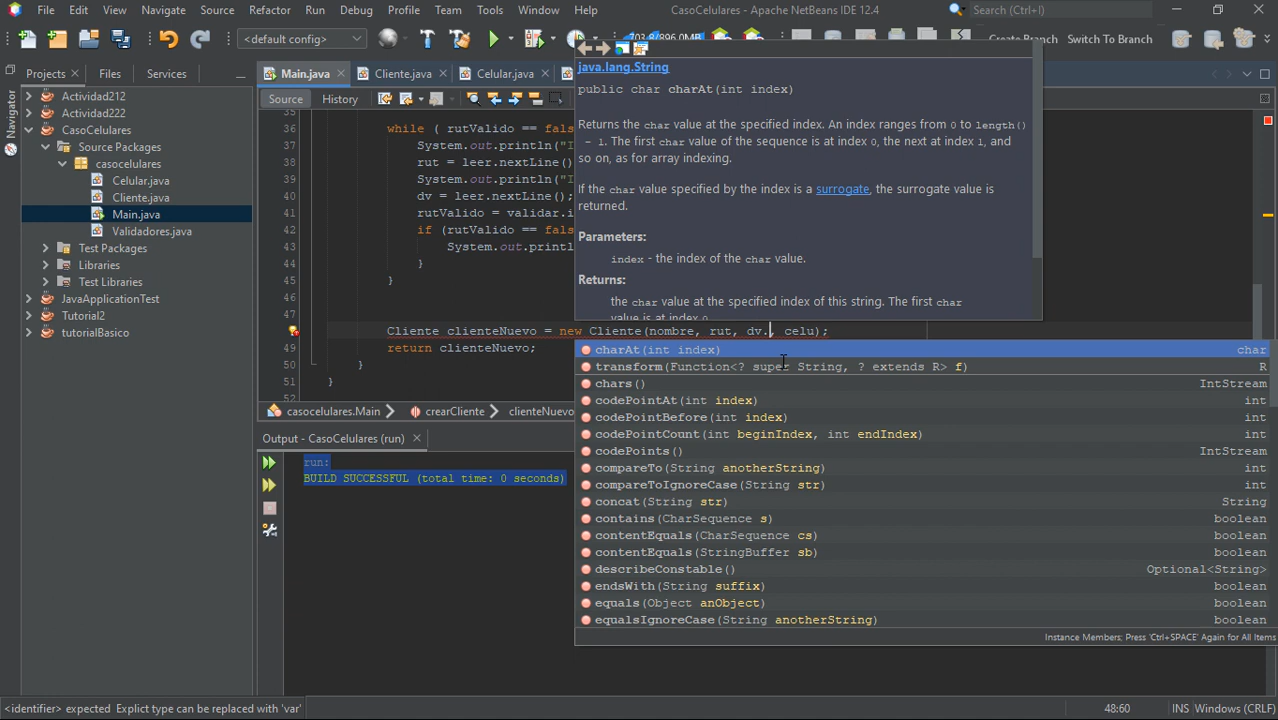 File Edit View Navigate Source Refactor Run Debug Profile Team Tools Window Help CasoCelulares - Apache NetBeans IDE 12.4 Search (Ctrl+I)
<default config> Create Branch Switch To Branch
Projects Files Services Main.java Cliente.java Celular.java
Navigator
Source History
Actividad212
Actividad222
CasoCelulares
Source Packages
casocelulares
Celular.java
Cliente.java
Main.java
Validadores.java
Test Packages
Libraries
Test Libraries
JavaApplicationTest
Tutorial2
tutorialBasico
35
36 while ( rutValido == fals
37 System.out.println("I
38 rut = leer.nextLine()
39 System.out.println("I
40 dv = leer.nextLine();
41 rutValido = validar.i
42 if (rutValido == fals
43 System.out.printl
44 }
45 }
46
47
Cliente clienteNuevo = new Cliente(nombre, rut, dv., celu);
49 return clienteNuevo;
50 }
51 }
52
java.lang.String
public char charAt(int index)
Returns the char value at the specified index. An index ranges from 0 to length()
- 1. The first char value of the sequence is at index 0, the next at index 1, and
so on, as for array indexing.
If the char value specified by the index is a surrogate, the surrogate value is
returned.
Parameters:
index - the index of the char value.
Returns:
the char value at the specified index of this string. The first char
value is at index 0
charAt(int index) char
transform(Function<? super String, ? extends R> f) R
chars() IntStream
codePointAt(int index) int
codePointBefore(int index) int
codePointCount(int beginIndex, int endIndex) int
codePoints() IntStream
compareTo(String anotherString) int
compareToIgnoreCase(String str) int
concat(String str) String
contains(CharSequence s) boolean
contentEquals(CharSequence cs) boolean
contentEquals(StringBuffer sb) boolean
describeConstable() Optional<String>
endsWith(String suffix) boolean
equals(Object anObject) boolean
equalsIgnoreCase(String anotherString) boolean
Instance Members; Press 'Ctrl+SPACE' Again for All Items
casocelulares.Main crearCliente clienteNuevo
Output - CasoCelulares (run)
run:
BUILD SUCCESSFUL (total time: 0 seconds)
<identifier> expected Explict type can be replaced with 'var' 48:60 INS Windows (CRLF)